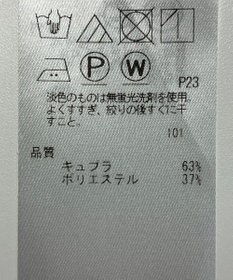 P
W
P23
淡色のものは無蛍光洗剤を使用。
よくすすぎ、絞りの後すぐに干
すこと。
101
品質
キュプラ 63%
ポリエステル 37%